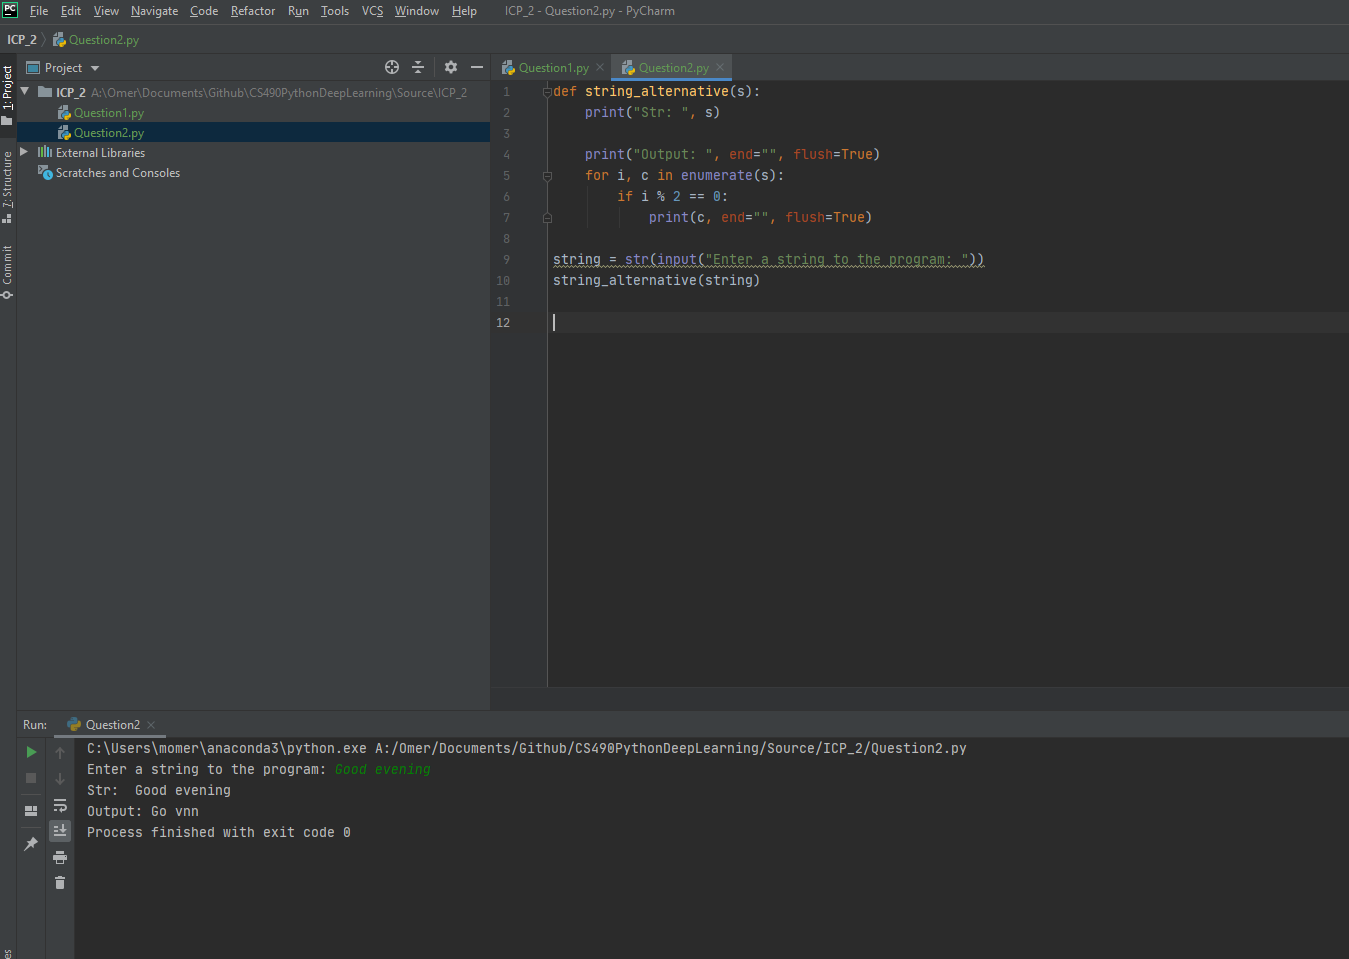 PC File Edit View Navigate Code Refactor Run Tools VCS Window Help ICP_2 - Question2.py - PyCharm
ICP_2 Question2.py
Project
Question1.py Question2.py
1: Project
7: Structure
Commit
ICP_2 A:\Omer\Documents\Github\CS490PythonDeepLearning\Source\ICP_2
Question1.py
Question2.py
External Libraries
Scratches and Consoles
1 def string_alternative(s):
2     print("Str: ", s)
3
4     print("Output: ", end="", flush=True)
5     for i, c in enumerate(s):
6         if i % 2 == 0:
7             print(c, end="", flush=True)
8
9 string = str(input("Enter a string to the program: "))
10 string_alternative(string)
11
12
Run: Question2
C:\Users\momer\anaconda3\python.exe A:/Omer/Documents/Github/CS490PythonDeepLearning/Source/ICP_2/Question2.py
Enter a string to the program: Good evening
Str:  Good evening
Output: Go vnn
Process finished with exit code 0